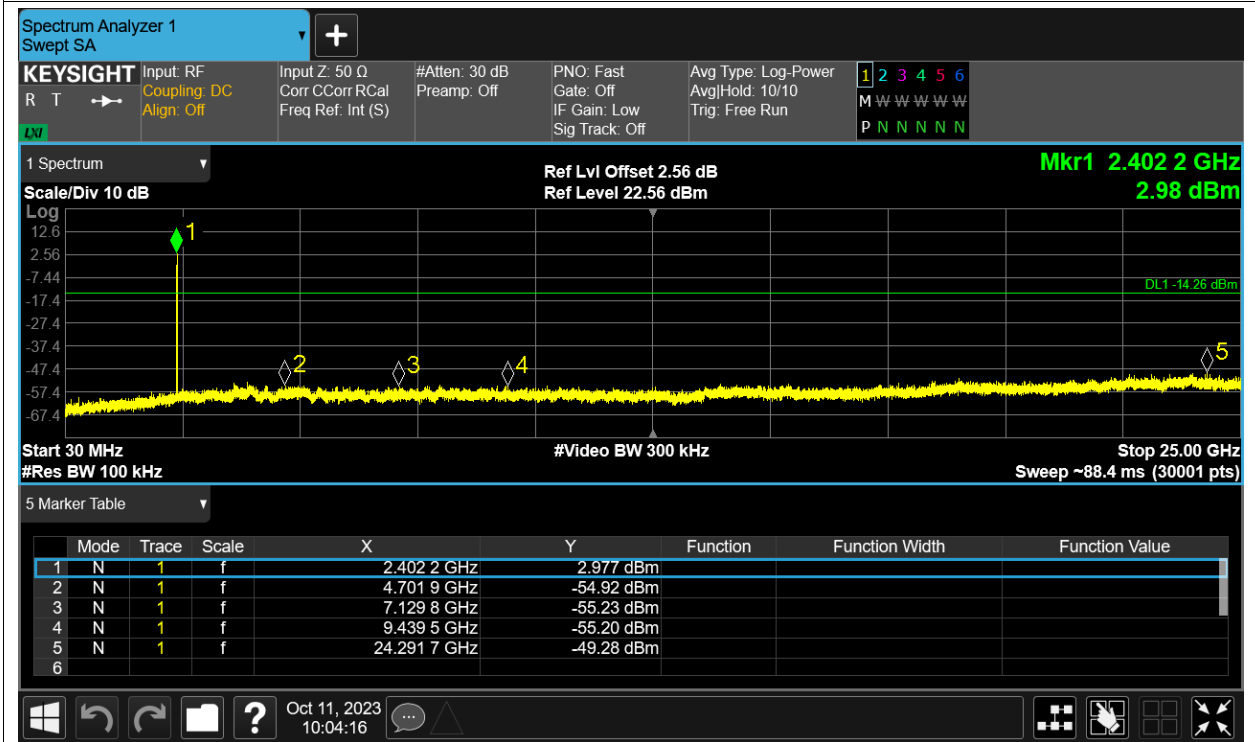 Spectrum Analyzer 1
Swept SA
KEYSIGHT
R T
LXI
Input: RF
Coupling: DC
Align: Off
Input Z: 50 Ω
Corr CCorr RCal
Freq Ref: Int (S)
#Atten: 30 dB
Preamp: Off
PNO: Fast
Gate: Off
IF Gain: Low
Sig Track: Off
Avg Type: Log-Power
Avg|Hold: 10/10
Trig: Free Run
1 2 3 4 5 6
M W W W W W
P N N N N N
1 Spectrum
Scale/Div 10 dB
Ref Lvl Offset 2.56 dB
Ref Level 22.56 dBm
Mkr1 2.402 2 GHz
2.98 dBm
Log
12.6
2.56
-7.44
-17.4
-27.4
-37.4
-47.4
-57.4
-67.4
1
2
3
4
5
DL1 -14.26 dBm
Start 30 MHz #Video BW 300 kHz Stop 25.00 GHz
#Res BW 100 kHz Sweep ~88.4 ms (30001 pts)
5 Marker Table
Mode Trace Scale X Y Function Function Width Function Value
1 N 1 f 2.402 2 GHz 2.977 dBm
2 N 1 f 4.701 9 GHz -54.92 dBm
3 N 1 f 7.129 8 GHz -55.23 dBm
4 N 1 f 9.439 5 GHz -55.20 dBm
5 N 1 f 24.291 7 GHz -49.28 dBm
6
?
Oct 11, 2023
10:04:16